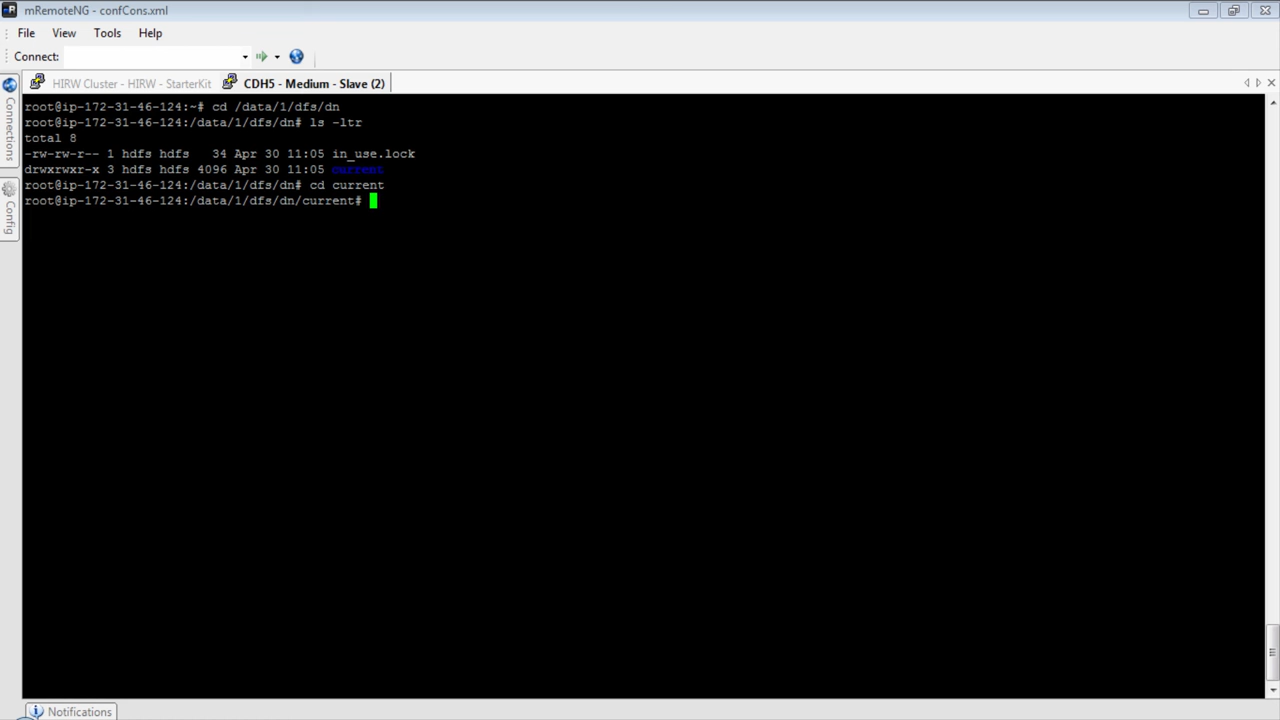 mRemoteNG - confCons.xml
File View Tools Help
Connect:
HIRW Cluster - HIRW - StarterKit CDH5 - Medium - Slave (2)
Connections
Config
root@ip-172-31-46-124:~# cd /data/1/dfs/dn
root@ip-172-31-46-124:/data/1/dfs/dn# ls -ltr
total 8
-rw-rw-r-- 1 hdfs hdfs   34 Apr 30 11:05 in_use.lock
drwxrwxr-x 3 hdfs hdfs 4096 Apr 30 11:05 current
root@ip-172-31-46-124:/data/1/dfs/dn# cd current
root@ip-172-31-46-124:/data/1/dfs/dn/current#
Notifications